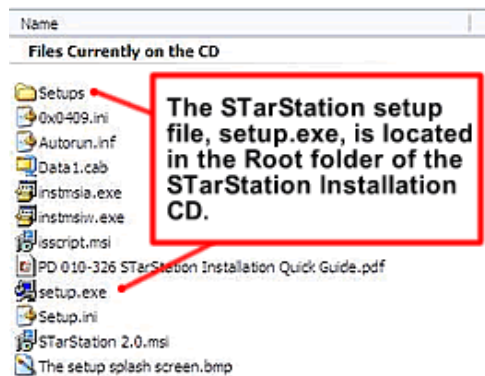 Name
Files Currently on the CD
Setups
0x0409.ini
Autorun.inf
Data1.cab
instmsia.exe
instmsiw.exe
isscript.msi
PD 010-326 STarStation Installation Quick Guide.pdf
setup.exe
Setup.ini
STarStation 2.0.msi
The setup splash screen.bmp
The STarStation setup
file, setup.exe, is located
in the Root folder of the
STarStation Installation
CD.